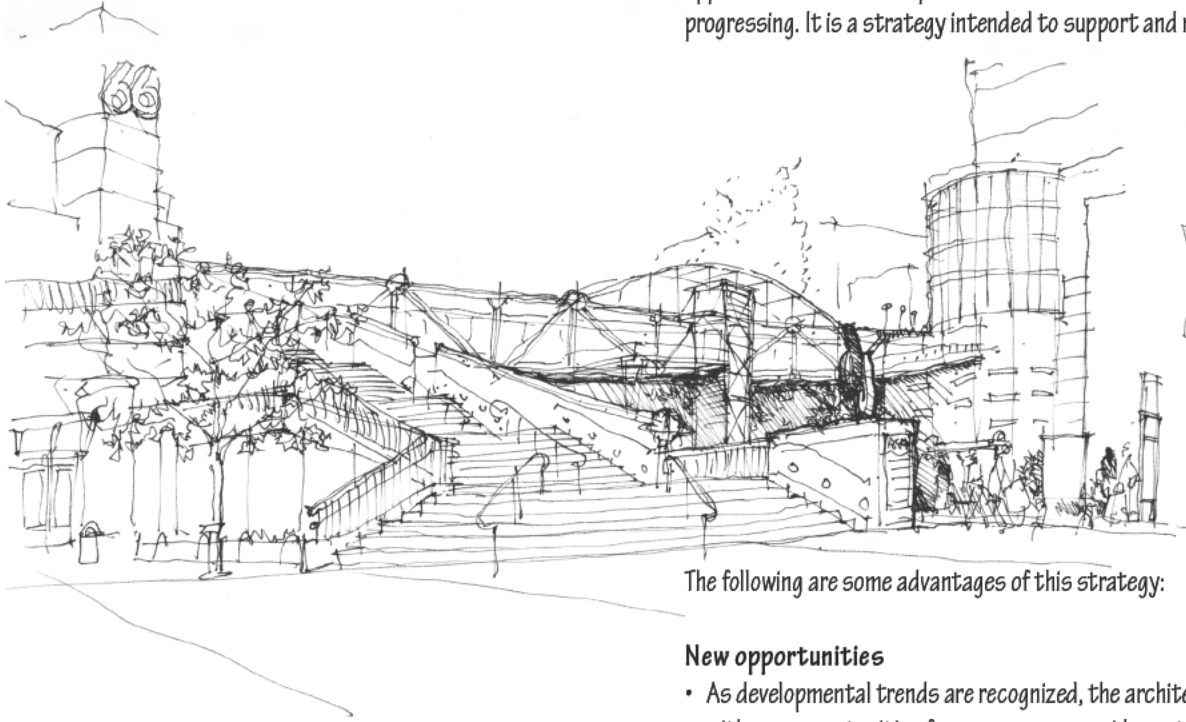 66
progressing. It is a strategy intended to support and
The following are some advantages of this strategy:
New opportunities
• As developmental trends are recognized, the